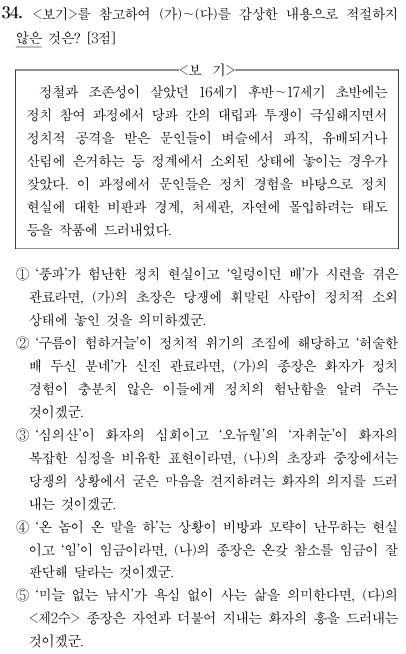 34. <보기>를 참고하여 (가)~(다)를 감상한 내용으로 적절하지
않은 것은? [3점]
<보 기>
정철과 조존성이 살았던 16세기 후반~17세기 초반에는
정치 참여 과정에서 당파 간의 대립과 투쟁이 극심해지면서
정치적 공격을 받은 문인들이 벼슬에서 파직, 유배되거나
산림에 은거하는 등 정계에서 소외된 상태에 놓이는 경우가
잦았다. 이 과정에서 문인들은 정치 경험을 바탕으로 정치
현실에 대한 비판과 경계, 처세관, 자연에 몰입하려는 태도
등을 작품에 드러내었다.
① ‘풍파’가 험난한 정치 현실이고 ‘일렁이던 배’가 시련을 겪은
관료라면, (가)의 초장은 당쟁에 휘말린 사람이 정치적 소외
상태에 놓인 것을 의미하겠군.
② ‘구름이 험하거늘’이 정치적 위기의 조짐에 해당하고 ‘허술한
배 두신 분네’가 신진 관료라면, (가)의 종장은 화자가 정치
경험이 충분치 않은 이들에게 정치의 험난함을 알려 주는
것이겠군.
③ ‘심의산’이 화자의 심회이고 ‘오뉴월’의 ‘자취눈’이 화자의
복잡한 심정을 비유한 표현이라면, (나)의 초장과 중장에서는
당쟁의 상황에서 굳은 마음을 견지하려는 화자의 의지를 드러
내는 것이겠군.
④ ‘온 놈이 온 말을 하’는 상황이 비방과 모략이 난무하는 현실
이고 ‘임’이 임금이라면, (나)의 종장은 온갖 참소를 임금이 잘
판단해 달라는 것이겠군.
⑤ ‘미늘 없는 낚시’가 욕심 없이 사는 삶을 의미한다면, (다)의
<제2수> 종장은 자연과 더불어 지내는 화자의 흥을 드러내는
것이겠군.